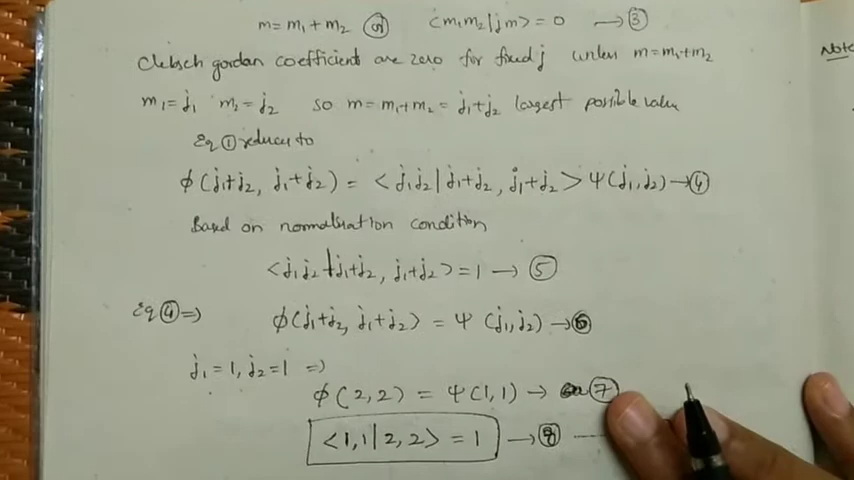 m = m₁ + m₂ (or) <m₁ m₂ | j m> = 0 → ③
Clebsch gordan coefficient are zero for fixed j unless m = m₁ + m₂
Note
m₁ = j₁ m₂ = j₂ so m = m₁ + m₂ = j₁ + j₂ largest possible value
Eq ① reduces to
ϕ(j₁+j₂, j₁+j₂) = <j₁ j₂ | j₁+j₂, j₁+j₂> Ψ(j₁, j₂) → ④
Based on normalisation condition
<j₁ j₂ | j₁+j₂, j₁+j₂> = 1 → ⑤
Eq ④ ⇒ ϕ(j₁+j₂, j₁+j₂) = Ψ (j₁, j₂) → ⑥
j₁ = 1, j₂ = 1 ⇒
ϕ(2, 2) = Ψ(1, 1) → ⑦
<1, 1 | 2, 2> = 1 → ⑧